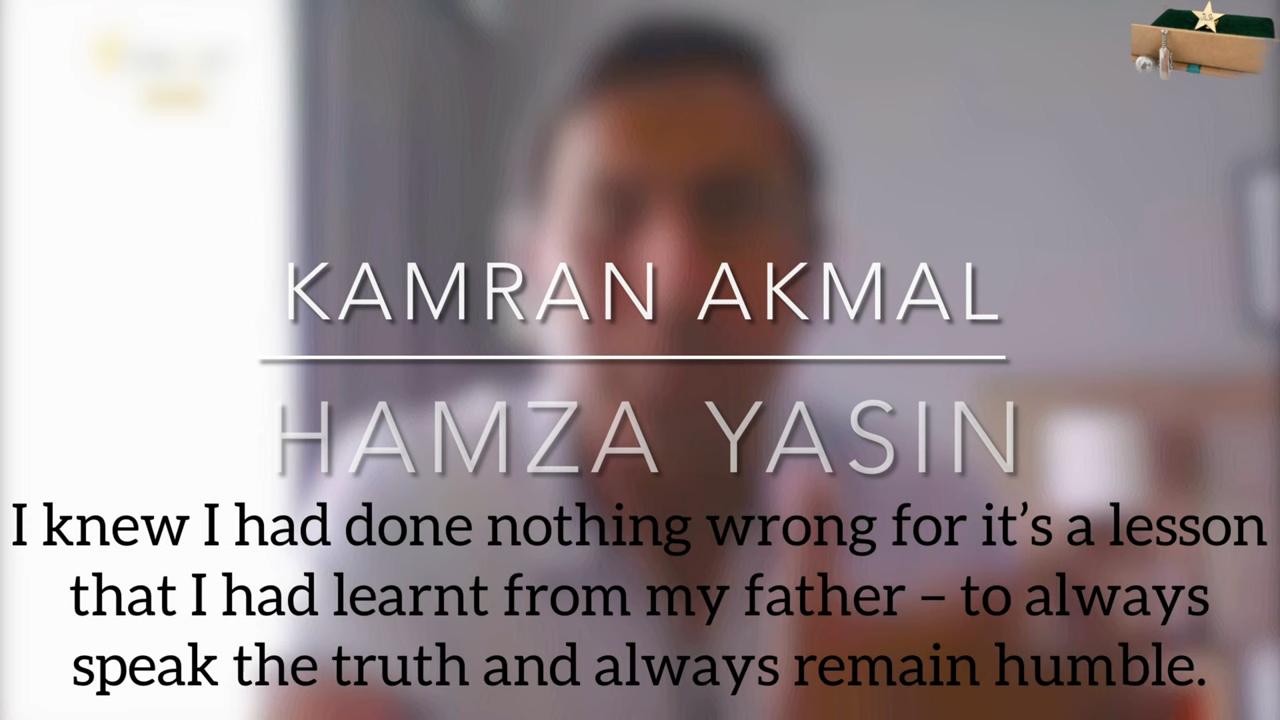 KAMRAN AKMAL
HAMZA YASIN
I knew I had done nothing wrong for it’s a lesson
that I had learnt from my father – to always
speak the truth and always remain humble.